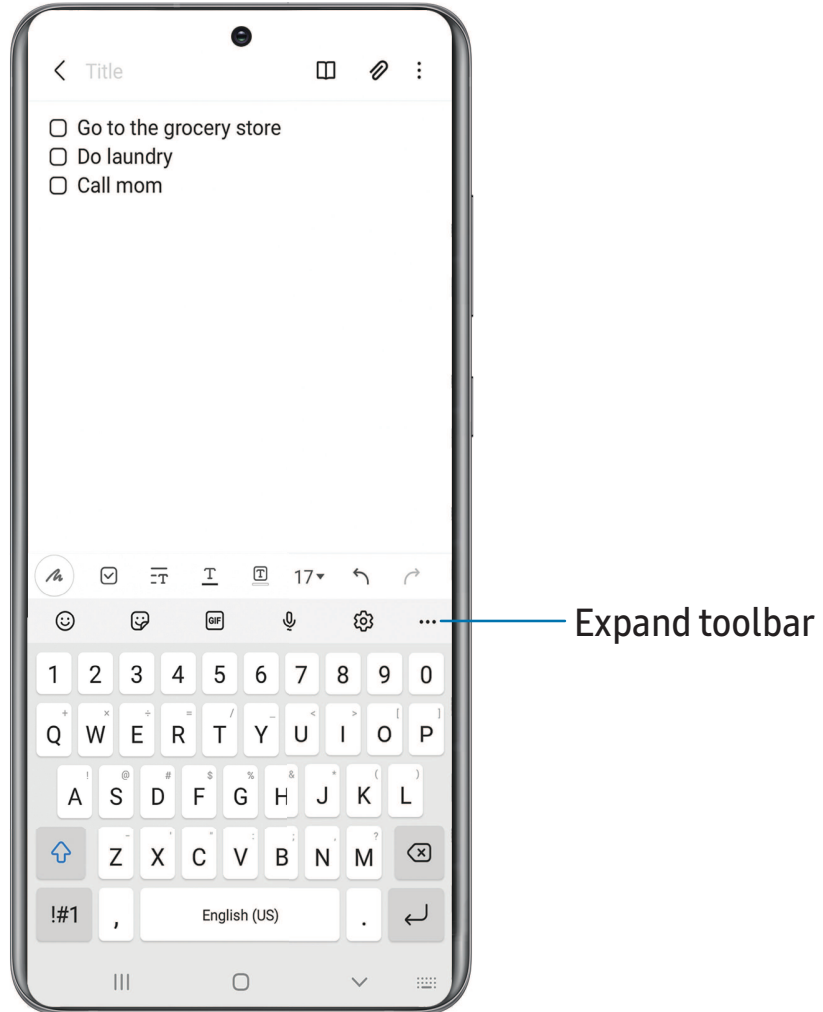 Title
Go to the grocery store
Do laundry
Call mom
T T T 17
GIF
Expand toolbar
1 2 3 4 5 6 7 8 9 0
+ × ÷ = / _ < > [ ]
Q W E R T Y U I O P
! @ # $ % & * ( )
A S D F G H J K L
- ' " : ; , ?
Z X C V B N M
!#1 , English (US) .